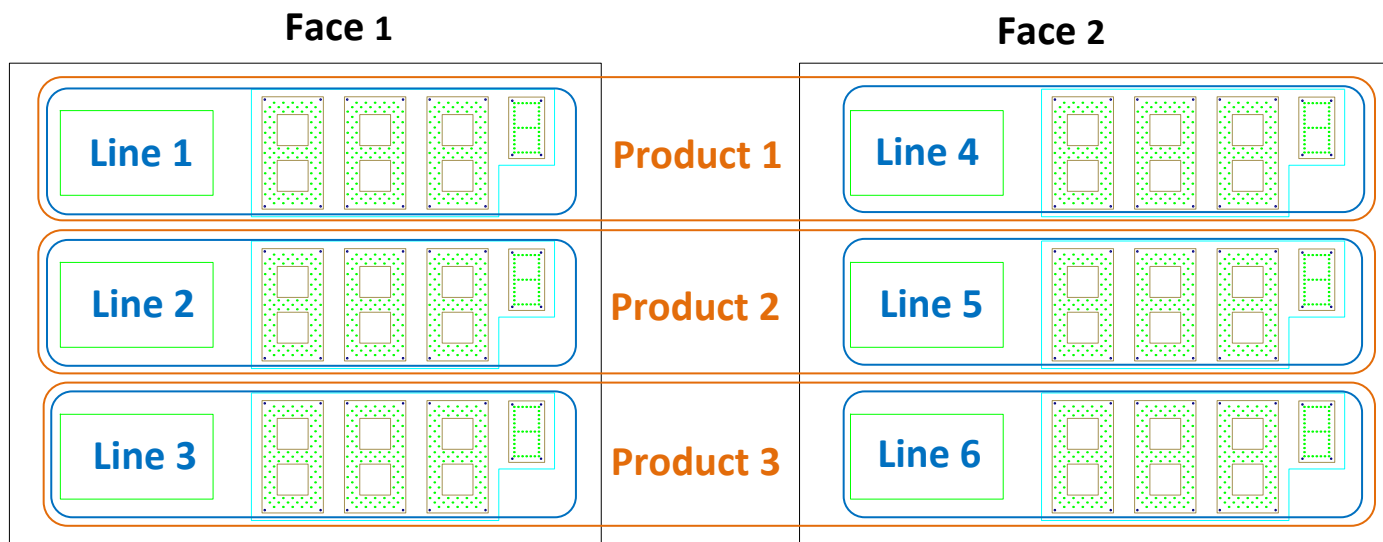 Face 1
Face 2
Line 1
Product 1
Line 4
Line 2
Product 2
Line 5
Line 3
Product 3
Line 6